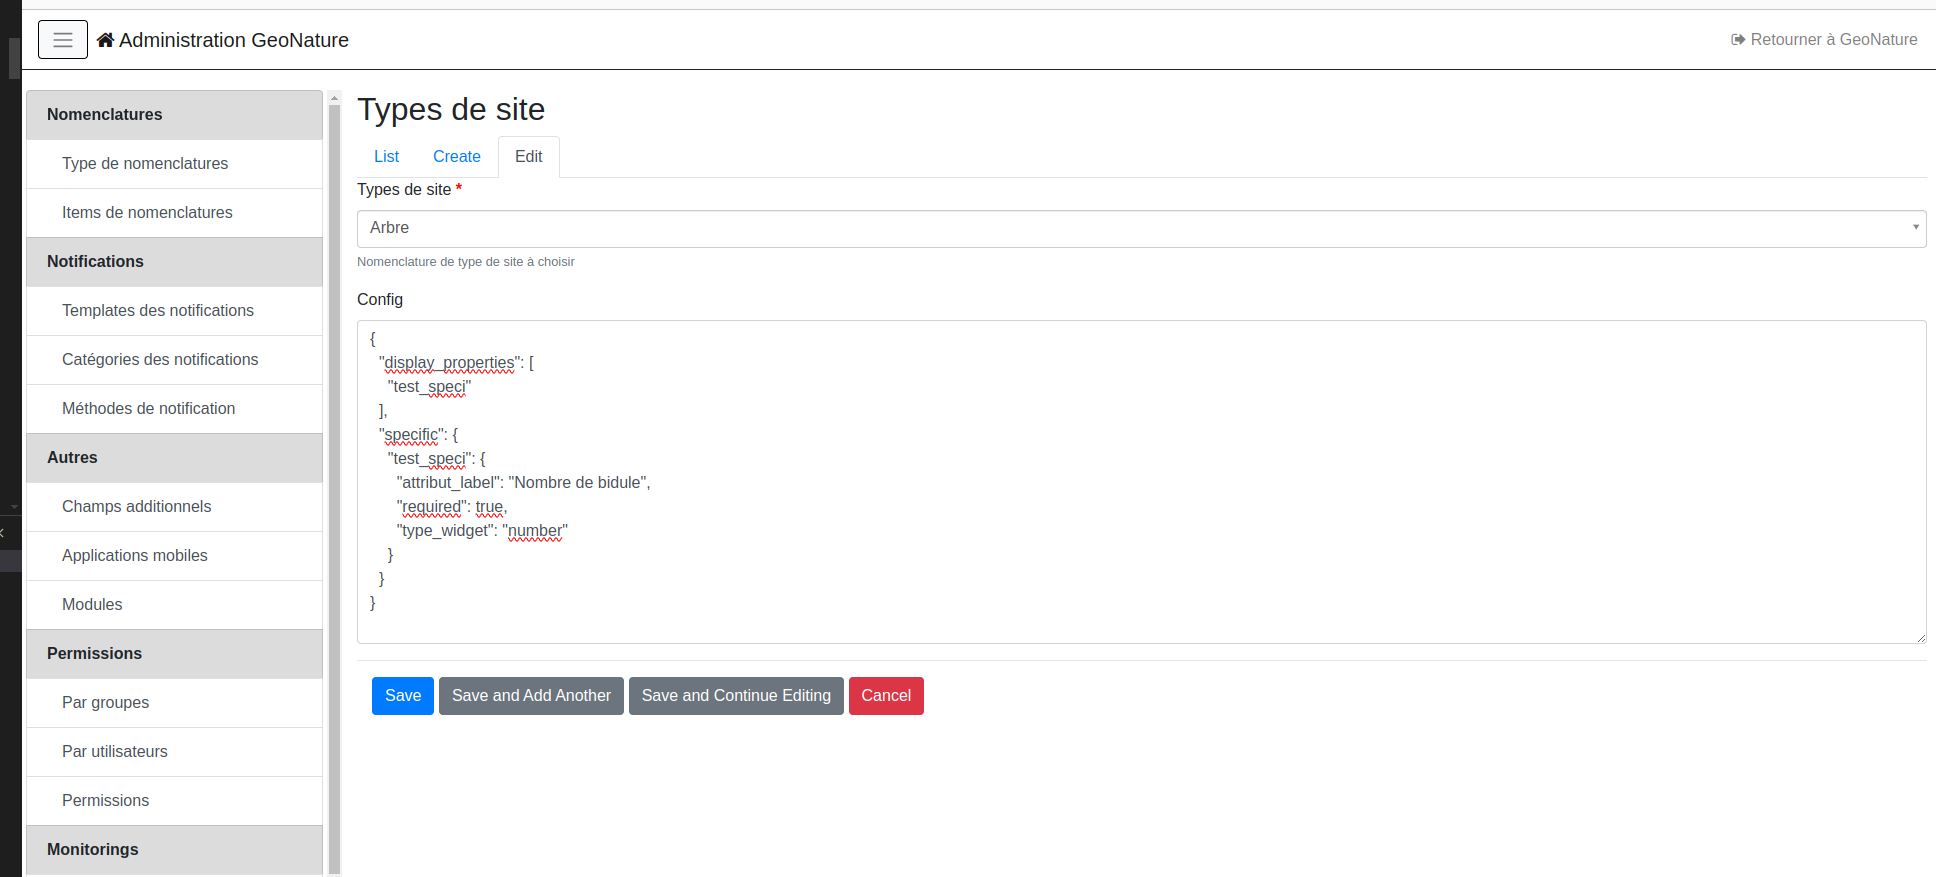 Administration GeoNature
Retourner à GeoNature
Nomenclatures
Type de nomenclatures
Items de nomenclatures
Notifications
Templates des notifications
Catégories des notifications
Méthodes de notification
Autres
Champs additionnels
Applications mobiles
Modules
Permissions
Par groupes
Par utilisateurs
Permissions
Monitorings
Types de site
List
Create
Edit
Types de site *
Arbre
Nomenclature de type de site à choisir
Config
{
  "display_properties": [
    "test_speci"
  ],
  "specific": {
    "test_speci": {
      "attribut_label": "Nombre de bidule",
      "required": true,
      "type_widget": "number"
    }
  }
}
Save
Save and Add Another
Save and Continue Editing
Cancel